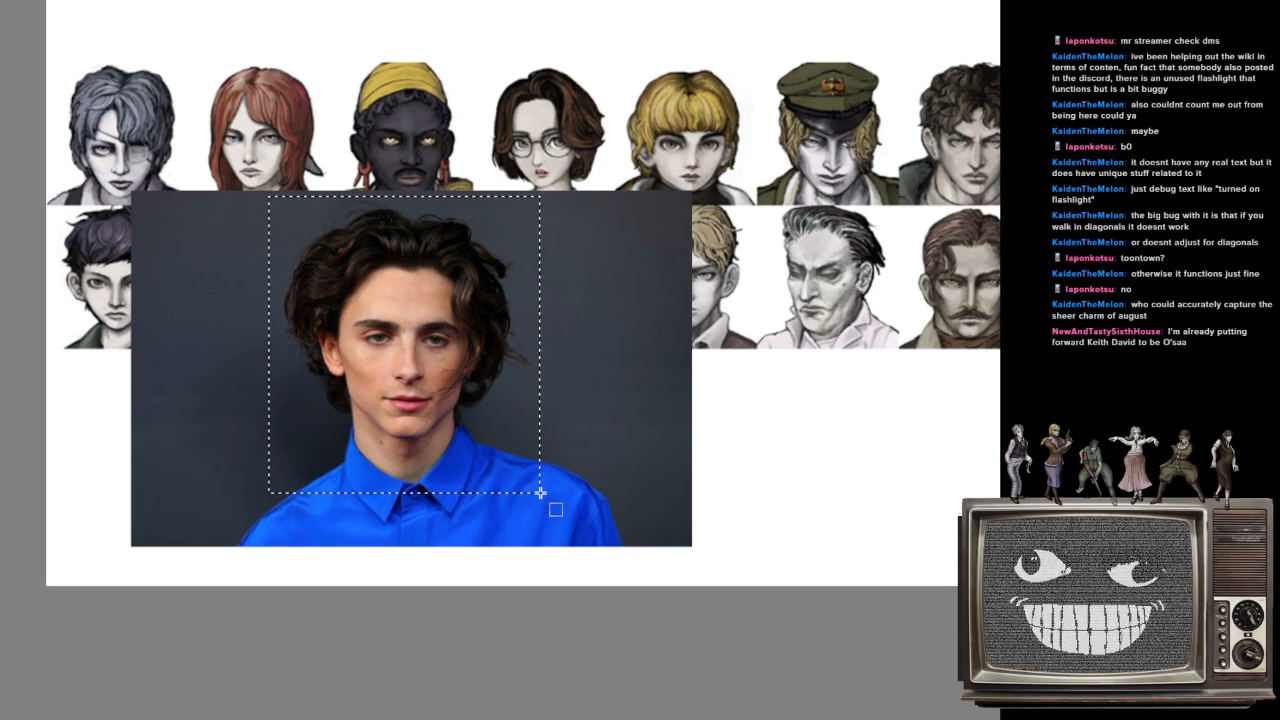 laponkotsu: mr streamer check dms
KaidenTheMelon: ive been helping out the wiki in
terms of conten, fun fact that somebody also posted
in the discord, there is an unused flashlight that
functions but is a bit buggy
KaidenTheMelon: also couldnt count me out from
being here could ya
KaidenTheMelon: maybe
laponkotsu: b0
KaidenTheMelon: it doesnt have any real text but it
does have unique stuff related to it
KaidenTheMelon: just debug text like "turned on
flashlight"
KaidenTheMelon: the big bug with it is that if you
walk in diagonals it doesnt work
KaidenTheMelon: or doesnt adjust for diagonals
laponkotsu: toontown?
KaidenTheMelon: otherwise it functions just fine
laponkotsu: no
KaidenTheMelon: who could accurately capture the
sheer charm of august
NewAndTastySixthHouse: I'm already putting
forward Keith David to be O'saa